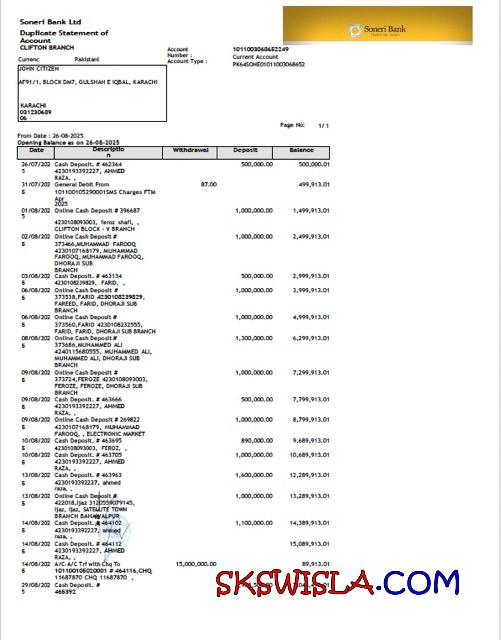 Soneri Bank Ltd
Duplicate Statement of
Account
CLIFTON BRANCH
Soneri Bank
Account
Number :
1011003068652249
Account Type :
Current Account
PK64SONE01011003068652
Currenc
Pakistani
JOHN CITIZEN
AF91/1, BLOCK DM7, GULSHAN E IQBAL, KARACHI
KARACHI
031230689
06
Page No: 1/1
From Date : 26-08-2025
Opening Balance as on 26-08-2025
Date Descriptio Withdrawal Deposit Balance
n
26/07/202 Cash Deposit. # 462364 500,000.00 500,000.01
5 4230193392227, AHMED
RAZA, ,
31/07/202 General Debit From 87.00 499,913.01
5 1011001052900015MS Charges FTM
Apr
2025
01/08/202 Online Cash Deposit # 396687 1,000,000.00 1,499,913.01
5
4230108093003, feroz shafi, ,
CLIFTON BLOCK - V BRANCH
02/08/202 Online Cash Deposit # 1,000,000.00 2,499,913.01
5 373466,MUHAMMAD FAROOQ
4230107168179, MUHAMMAD
FAROOQ, MUHAMMAD FAROOQ,
DHORAJI SUB
BRANCH
03/08/202 Cash Deposit. # 463134 500,000.00 2,999,913.01
5 4230108239829, FARID, ,
06/08/202 Online Cash Deposit # 1,000,000.00 3,999,913.01
5 373538,FARID 4230108239829,
FAREED, FARID, DHORAJI SUB
BRANCH
06/08/202 Online Cash Deposit # 1,000,000.00 4,999,913.01
5 373560,FARID 4230108232555,
FARID, FARID, DHORAJI SUB BRANCH
08/08/202 Online Cash Deposit # 1,300,000.00 6,299,913.01
5 373686,MUHAMMED ALI
4240115680555, MUHAMMED ALI,
MUHAMMED ALI, DHORAJI SUB
BRANCH
09/08/202 Online Cash Deposit # 1,000,000.00 7,299,913.01
5 373724,FEROZE 4230108093003,
FEROZE, FEROZE, DHORAJI SUB
BRANCH
09/08/202 Cash Deposit. # 463666 500,000.00 7,799,913.01
5 4230193392227, AHMED
RAZA, ,
09/08/202 Online Cash Deposit # 269822 1,000,000.00 8,799,913.01
5 4230107168179, MUHAMMAD
FAROOQ, , ELECTRONIC MARKET
10/08/202 Cash Deposit. # 463695 890,000.00 9,689,913.01
5 4230108093003, FEROZ, ,
10/08/202 Cash Deposit. # 463705 1,000,000.00 10,689,913.01
5 4230193392227, AHMED
RAZA, ,
13/08/202 Cash Deposit. # 463963 1,600,000.00 12,289,913.01
5 4230193392227, ahmed
raza, ,
13/08/202 Online Cash Deposit # 1,000,000.00 13,289,913.01
5 422018,Ijaz 3120559079145,
Ijaz, Ijaz, SATELLITE TOWN
BRANCH BAHAWALPUR
14/08/202 Cash Deposit. # 464102 1,100,000.00 14,389,913.01
5 4230193392227, ahmed
raza, ,
14/08/202 Cash Deposit. # 464112 15,089,913.01
5 4230193392227, AHMED
RAZA, ,
14/08/202 A/C-A/C Trf with Chq To 15,000,000.00 89,913.01
5 1011001050200001 # 464116,CHQ
11687870 CHQ 11687870 ,
29/08/202 Cash Deposit. #
5 465392
SKSWISLA.COM